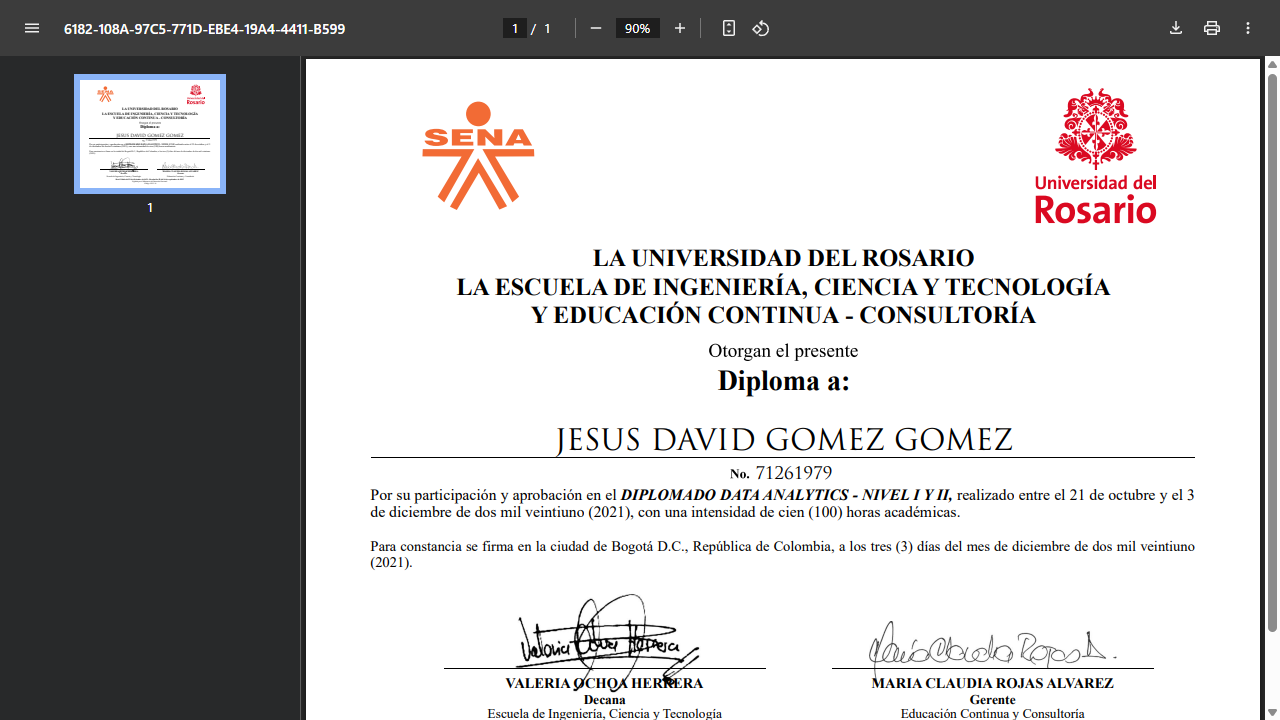 6182-108A-97C5-771D-EBE4-19A4-4411-B599
1 / 1
90%
1
SENA
Universidad del
Rosario
LA UNIVERSIDAD DEL ROSARIO
LA ESCUELA DE INGENIERÍA, CIENCIA Y TECNOLOGÍA
Y EDUCACIÓN CONTINUA - CONSULTORÍA
Otorgan el presente
Diploma a:
JESUS DAVID GOMEZ GOMEZ
No. 71261979
Por su participación y aprobación en el DIPLOMADO DATA ANALYTICS - NIVEL I Y II, realizado entre el 21 de octubre y el 3
de diciembre de dos mil veintiuno (2021), con una intensidad de cien (100) horas académicas.
Para constancia se firma en la ciudad de Bogotá D.C., República de Colombia, a los tres (3) días del mes de diciembre de dos mil veintiuno
(2021).
Valeria Ochoa Herrera
María Claudia Rojas A.
VALERIA OCHOA HERRERA
MARIA CLAUDIA ROJAS ALVAREZ
Decana
Gerente
Escuela de Ingeniería, Ciencia y Tecnología
Educación Continua y Consultoría